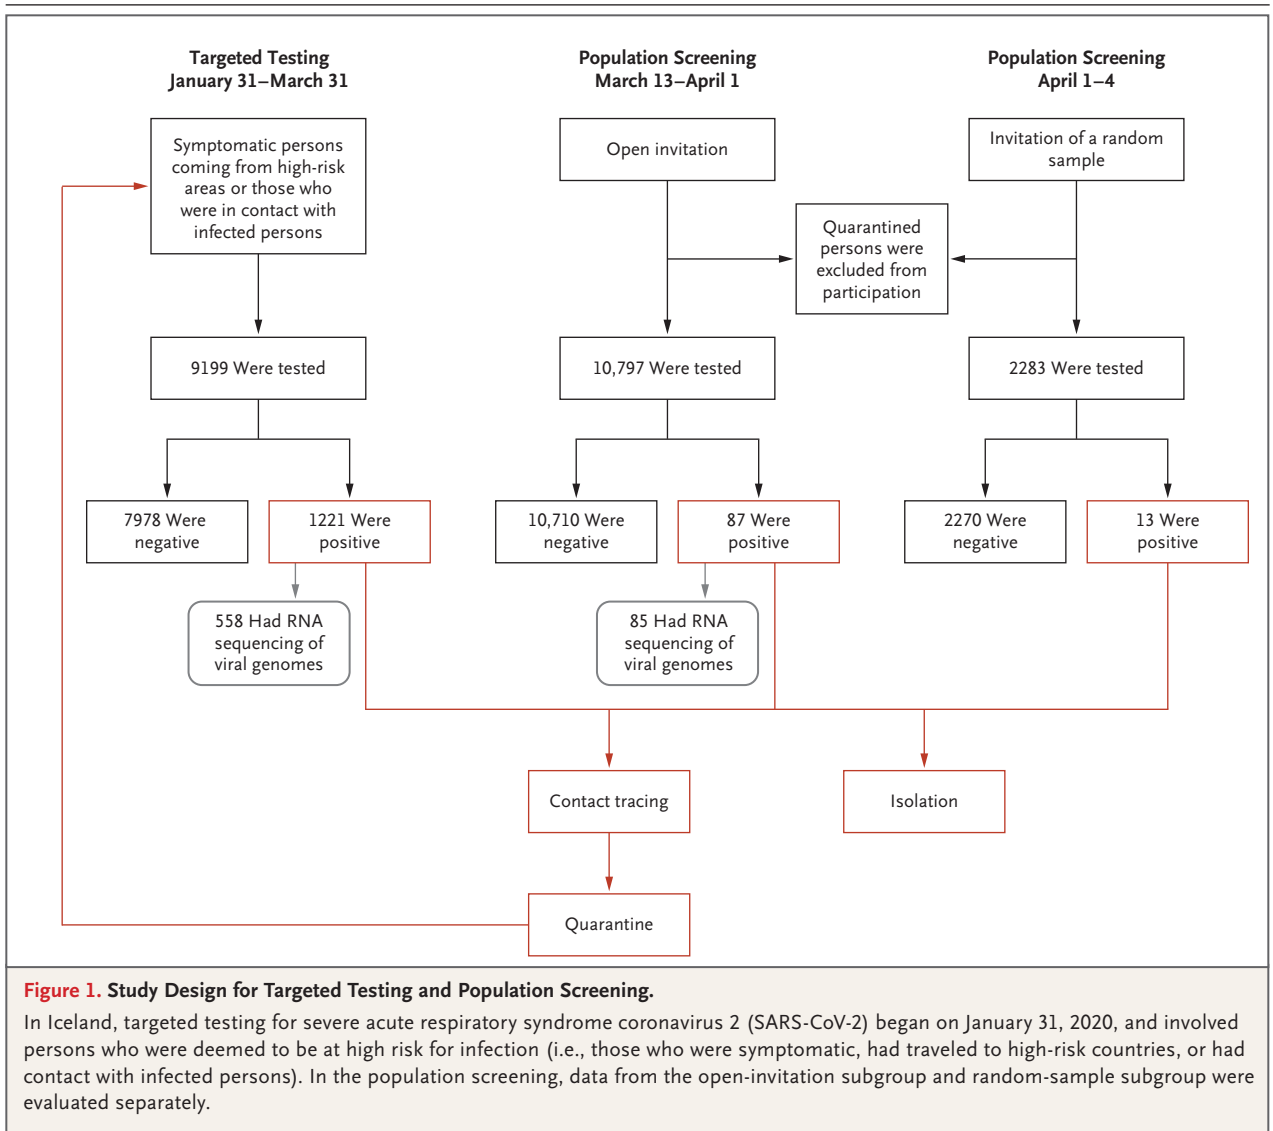 Targeted Testing
January 31–March 31
Population Screening
March 13–April 1
Population Screening
April 1–4
Symptomatic persons
coming from high-risk
areas or those who
were in contact with
infected persons
Open invitation
Invitation of a random
sample
Quarantined
persons were
excluded from
participation
9199 Were tested
10,797 Were tested
2283 Were tested
7978 Were
negative
1221 Were
positive
10,710 Were
negative
87 Were
positive
2270 Were
negative
13 Were
positive
558 Had RNA
sequencing of
viral genomes
85 Had RNA
sequencing of
viral genomes
Contact tracing
Isolation
Quarantine
Figure 1. Study Design for Targeted Testing and Population Screening.
In Iceland, targeted testing for severe acute respiratory syndrome coronavirus 2 (SARS-CoV-2) began on January 31, 2020, and involved
persons who were deemed to be at high risk for infection (i.e., those who were symptomatic, had traveled to high-risk countries, or had
contact with infected persons). In the population screening, data from the open-invitation subgroup and random-sample subgroup were
evaluated separately.